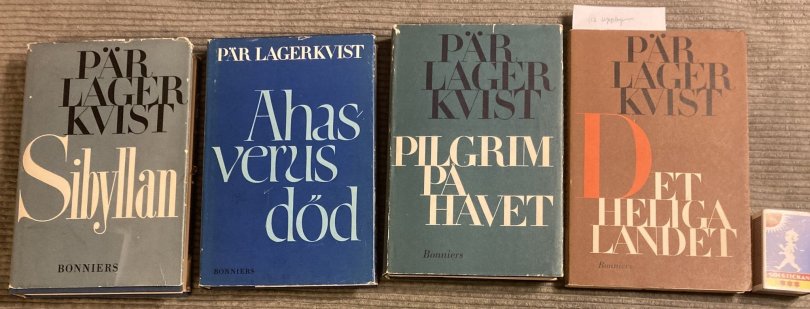 PÄR
LAGER
KVIST
Sibyllan
BONNIERS
PÄR LAGERKVIST
Ahas
verus
död
BONNIERS
PÄR
LAGER
KVIST
PILGRIM
PÅ
HAVET
Bonniers
PÄR
LAGER
KVIST
DET
HELIGA
LANDET
Bonniers
SOLSTICKAN